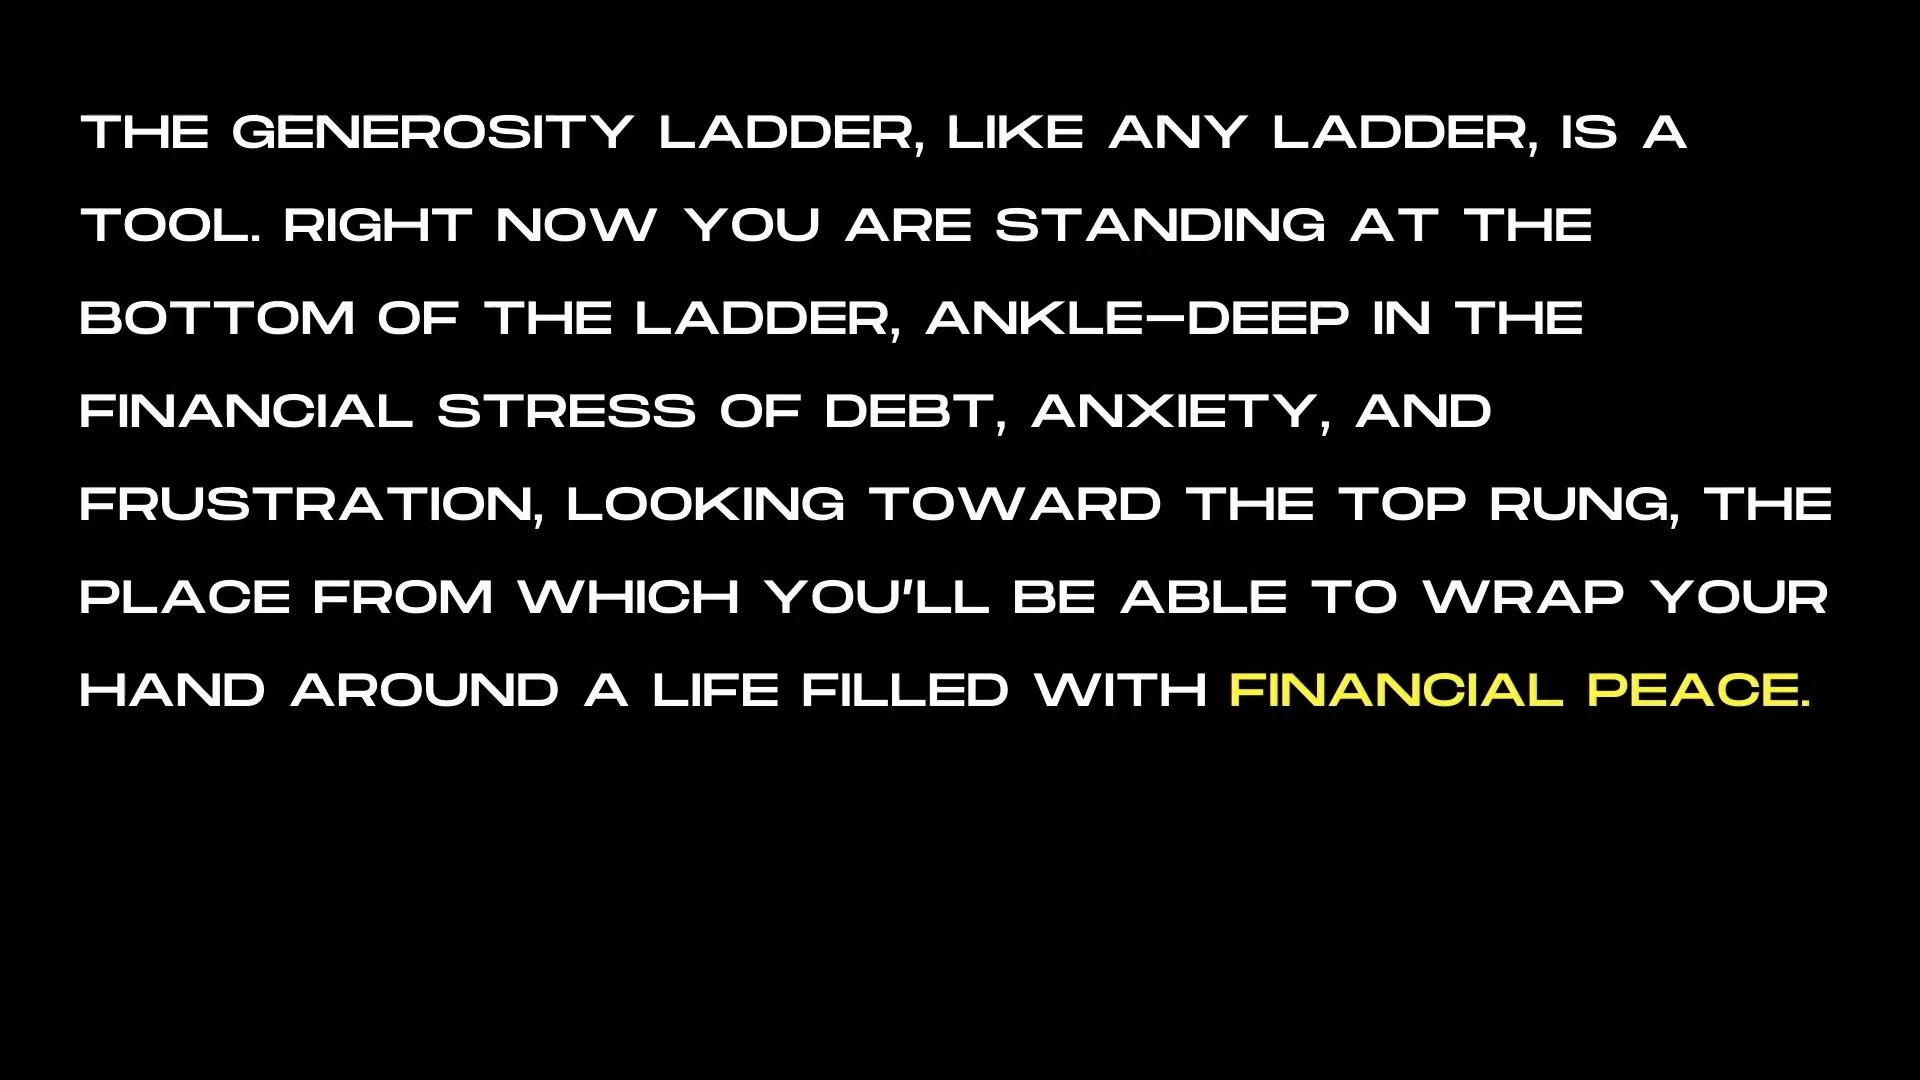 THE GENEROSITY LADDER, LIKE ANY LADDER, IS A
TOOL. RIGHT NOW YOU ARE STANDING AT THE
BOTTOM OF THE LADDER, ANKLE-DEEP IN THE
FINANCIAL STRESS OF DEBT, ANXIETY, AND
FRUSTRATION, LOOKING TOWARD THE TOP RUNG, THE
PLACE FROM WHICH YOU'LL BE ABLE TO WRAP YOUR
HAND AROUND A LIFE FILLED WITH FINANCIAL PEACE.